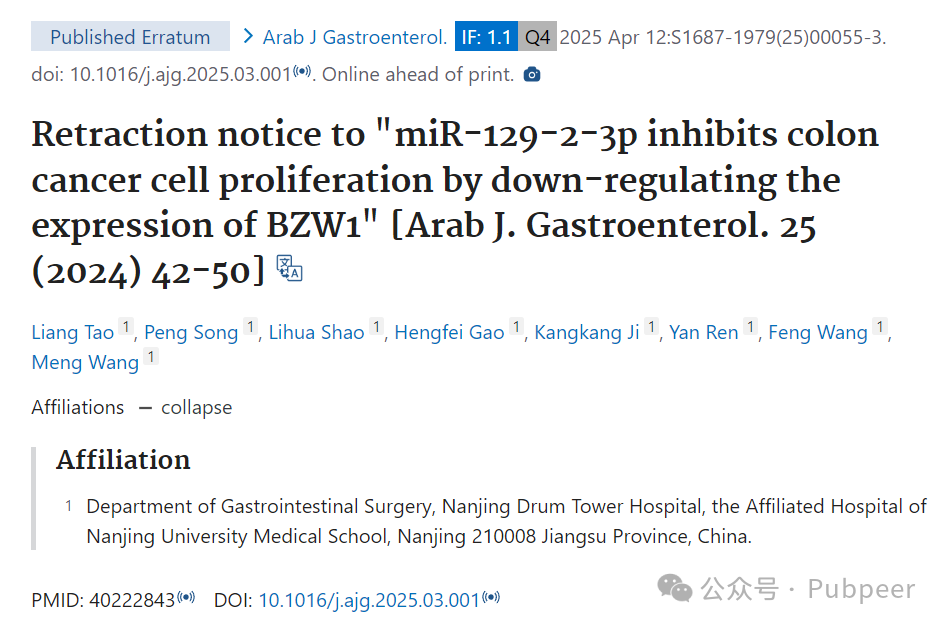 Published Erratum > Arab J Gastroenterol. IF: 1.1 Q4 2025 Apr 12:S1687-1979(25)00055-3.
doi: 10.1016/j.ajg.2025.03.001. Online ahead of print.
Retraction notice to "miR-129-2-3p inhibits colon
cancer cell proliferation by down-regulating the
expression of BZW1" [Arab J. Gastroenterol. 25
(2024) 42-50]
Liang Tao 1, Peng Song 1, Lihua Shao 1, Hengfei Gao 1, Kangkang Ji 1, Yan Ren 1, Feng Wang 1,
Meng Wang 1
Affiliations — collapse
Affiliation
1 Department of Gastrointestinal Surgery, Nanjing Drum Tower Hospital, the Affiliated Hospital of
Nanjing University Medical School, Nanjing 210008 Jiangsu Province, China.
PMID: 40222843 DOI: 10.1016/j.ajg.2025.03.001
公众号 · Pubpeer